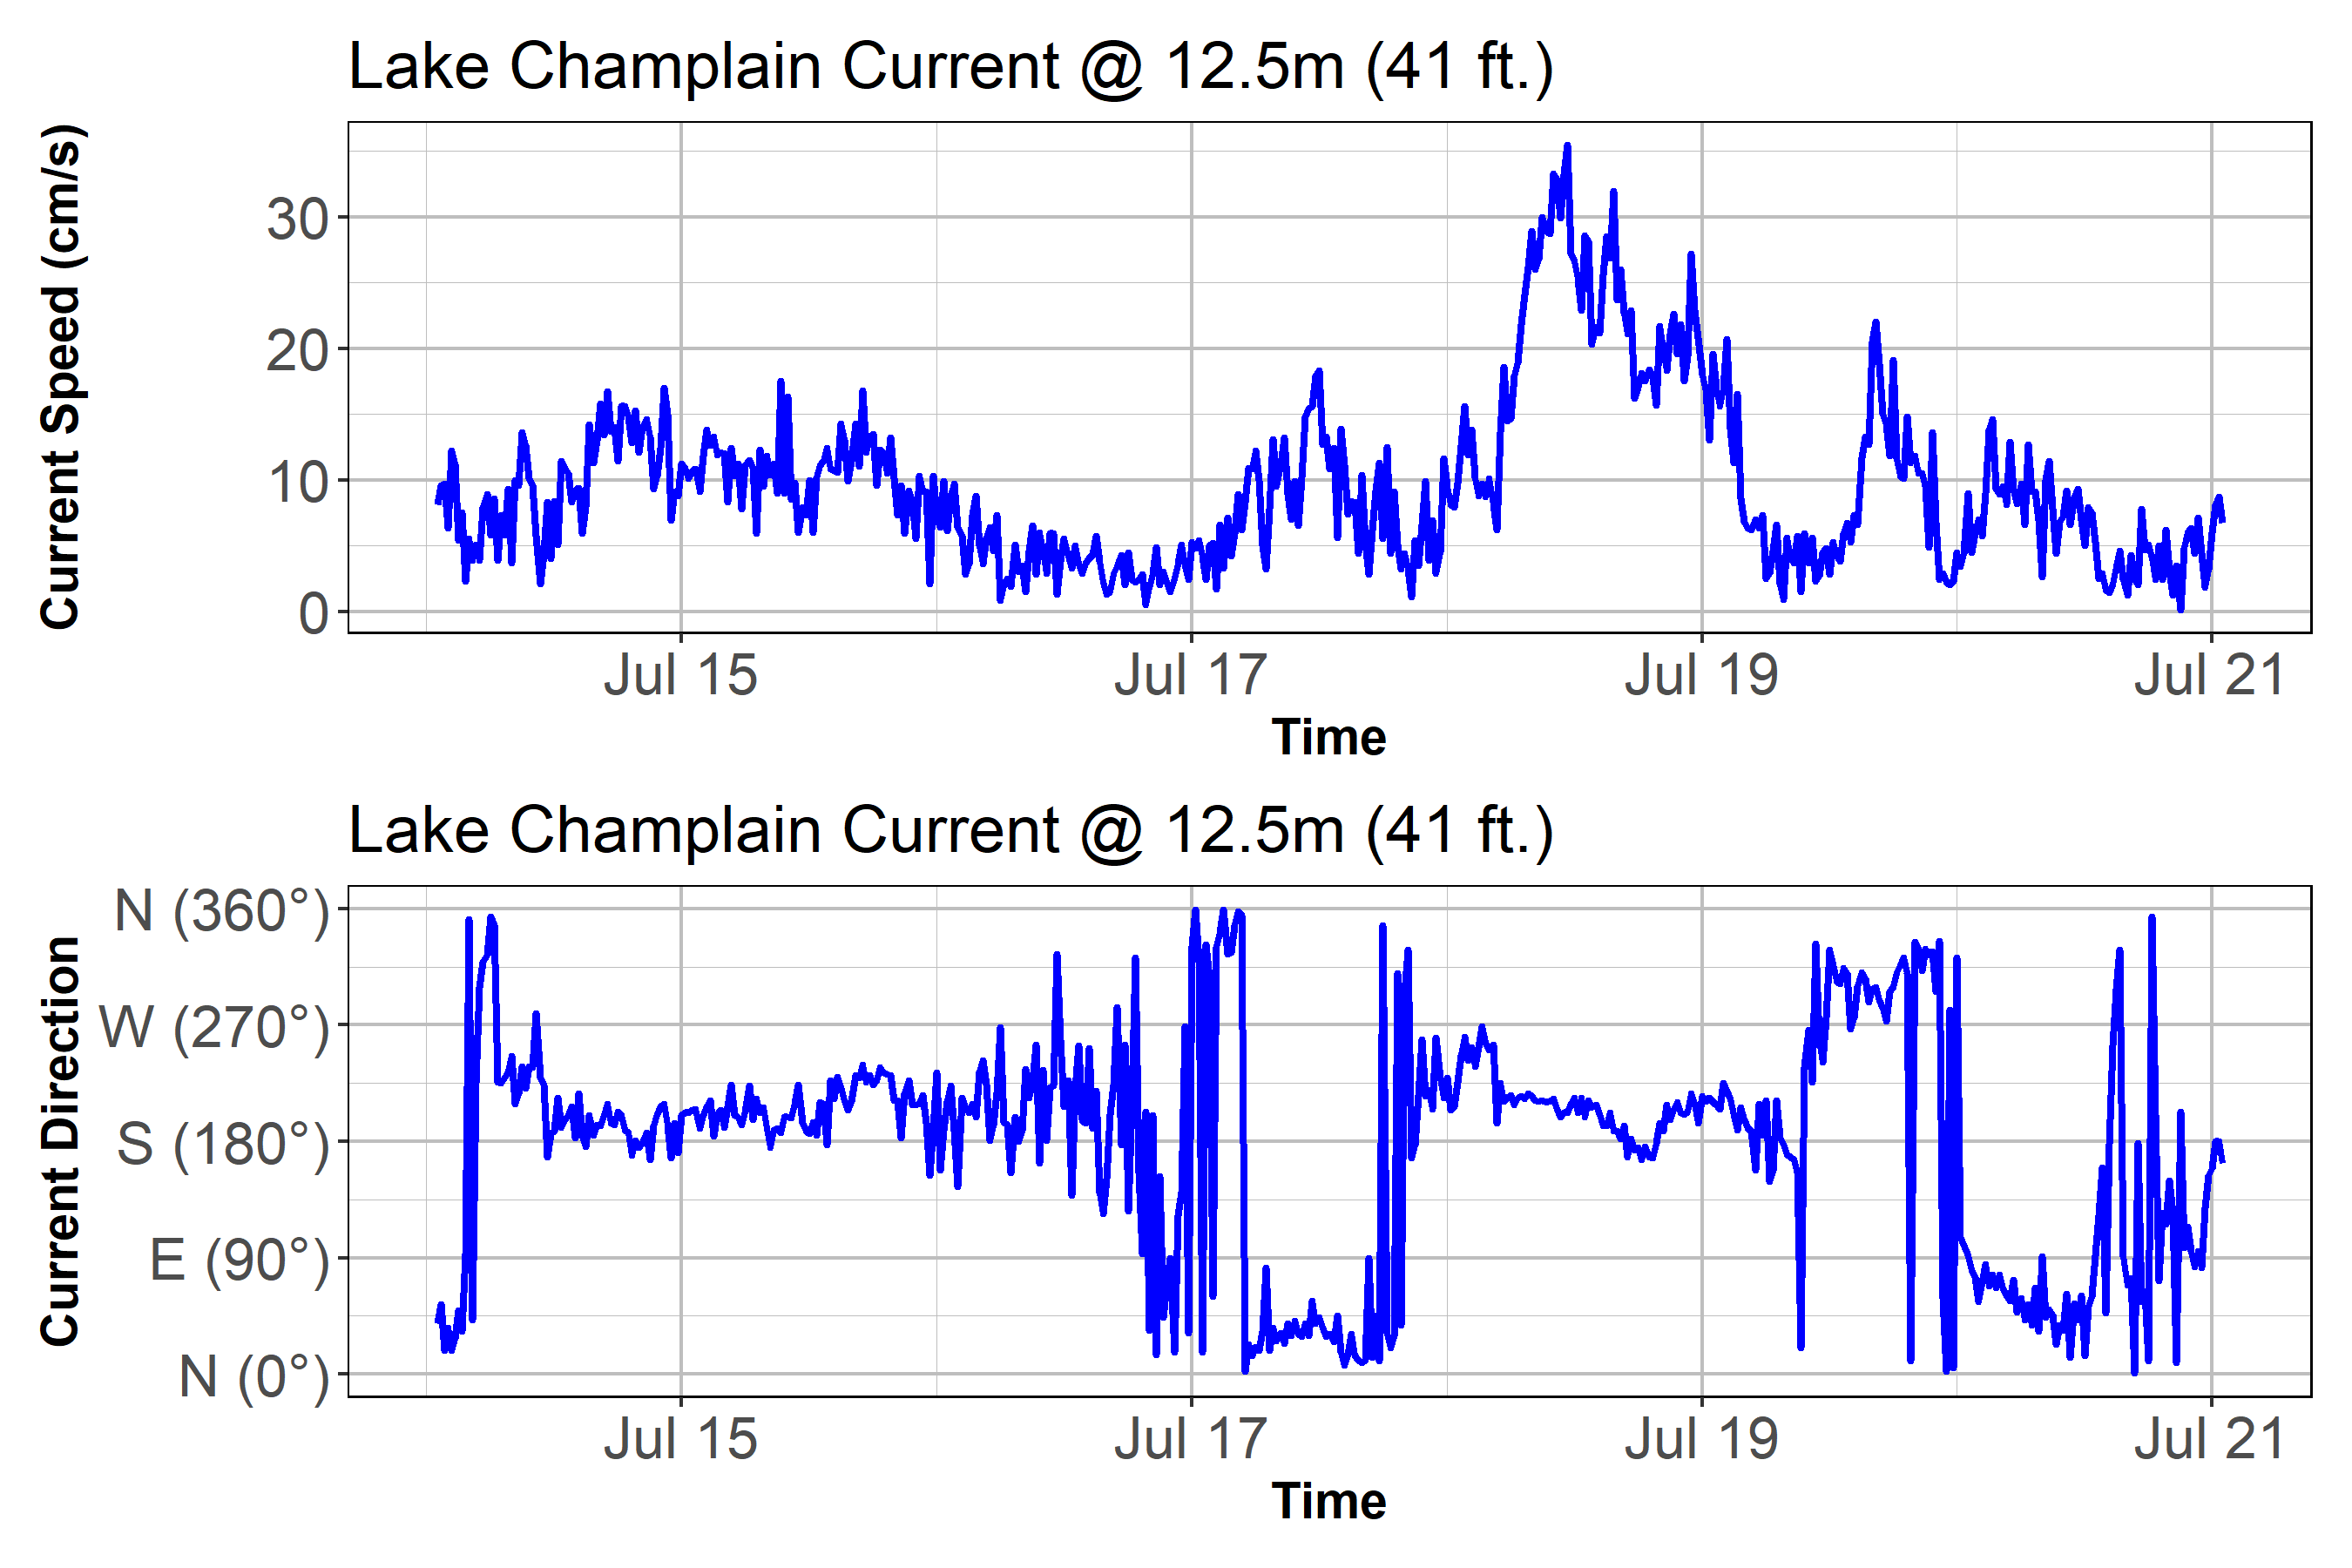 Lake Champlain Current @ 12.5m (41 ft.)
Current Speed (cm/s)
30
20
10
0
Jul 15 Jul 17 Jul 19 Jul 21
Time
Lake Champlain Current @ 12.5m (41 ft.)
Current Direction
N (360°)
W (270°)
S (180°)
E (90°)
N (0°)
Jul 15 Jul 17 Jul 19 Jul 21
Time